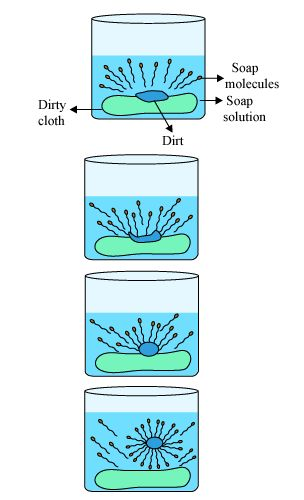 Soap
molecules
Dirty
cloth
Soap
solution
Dirt